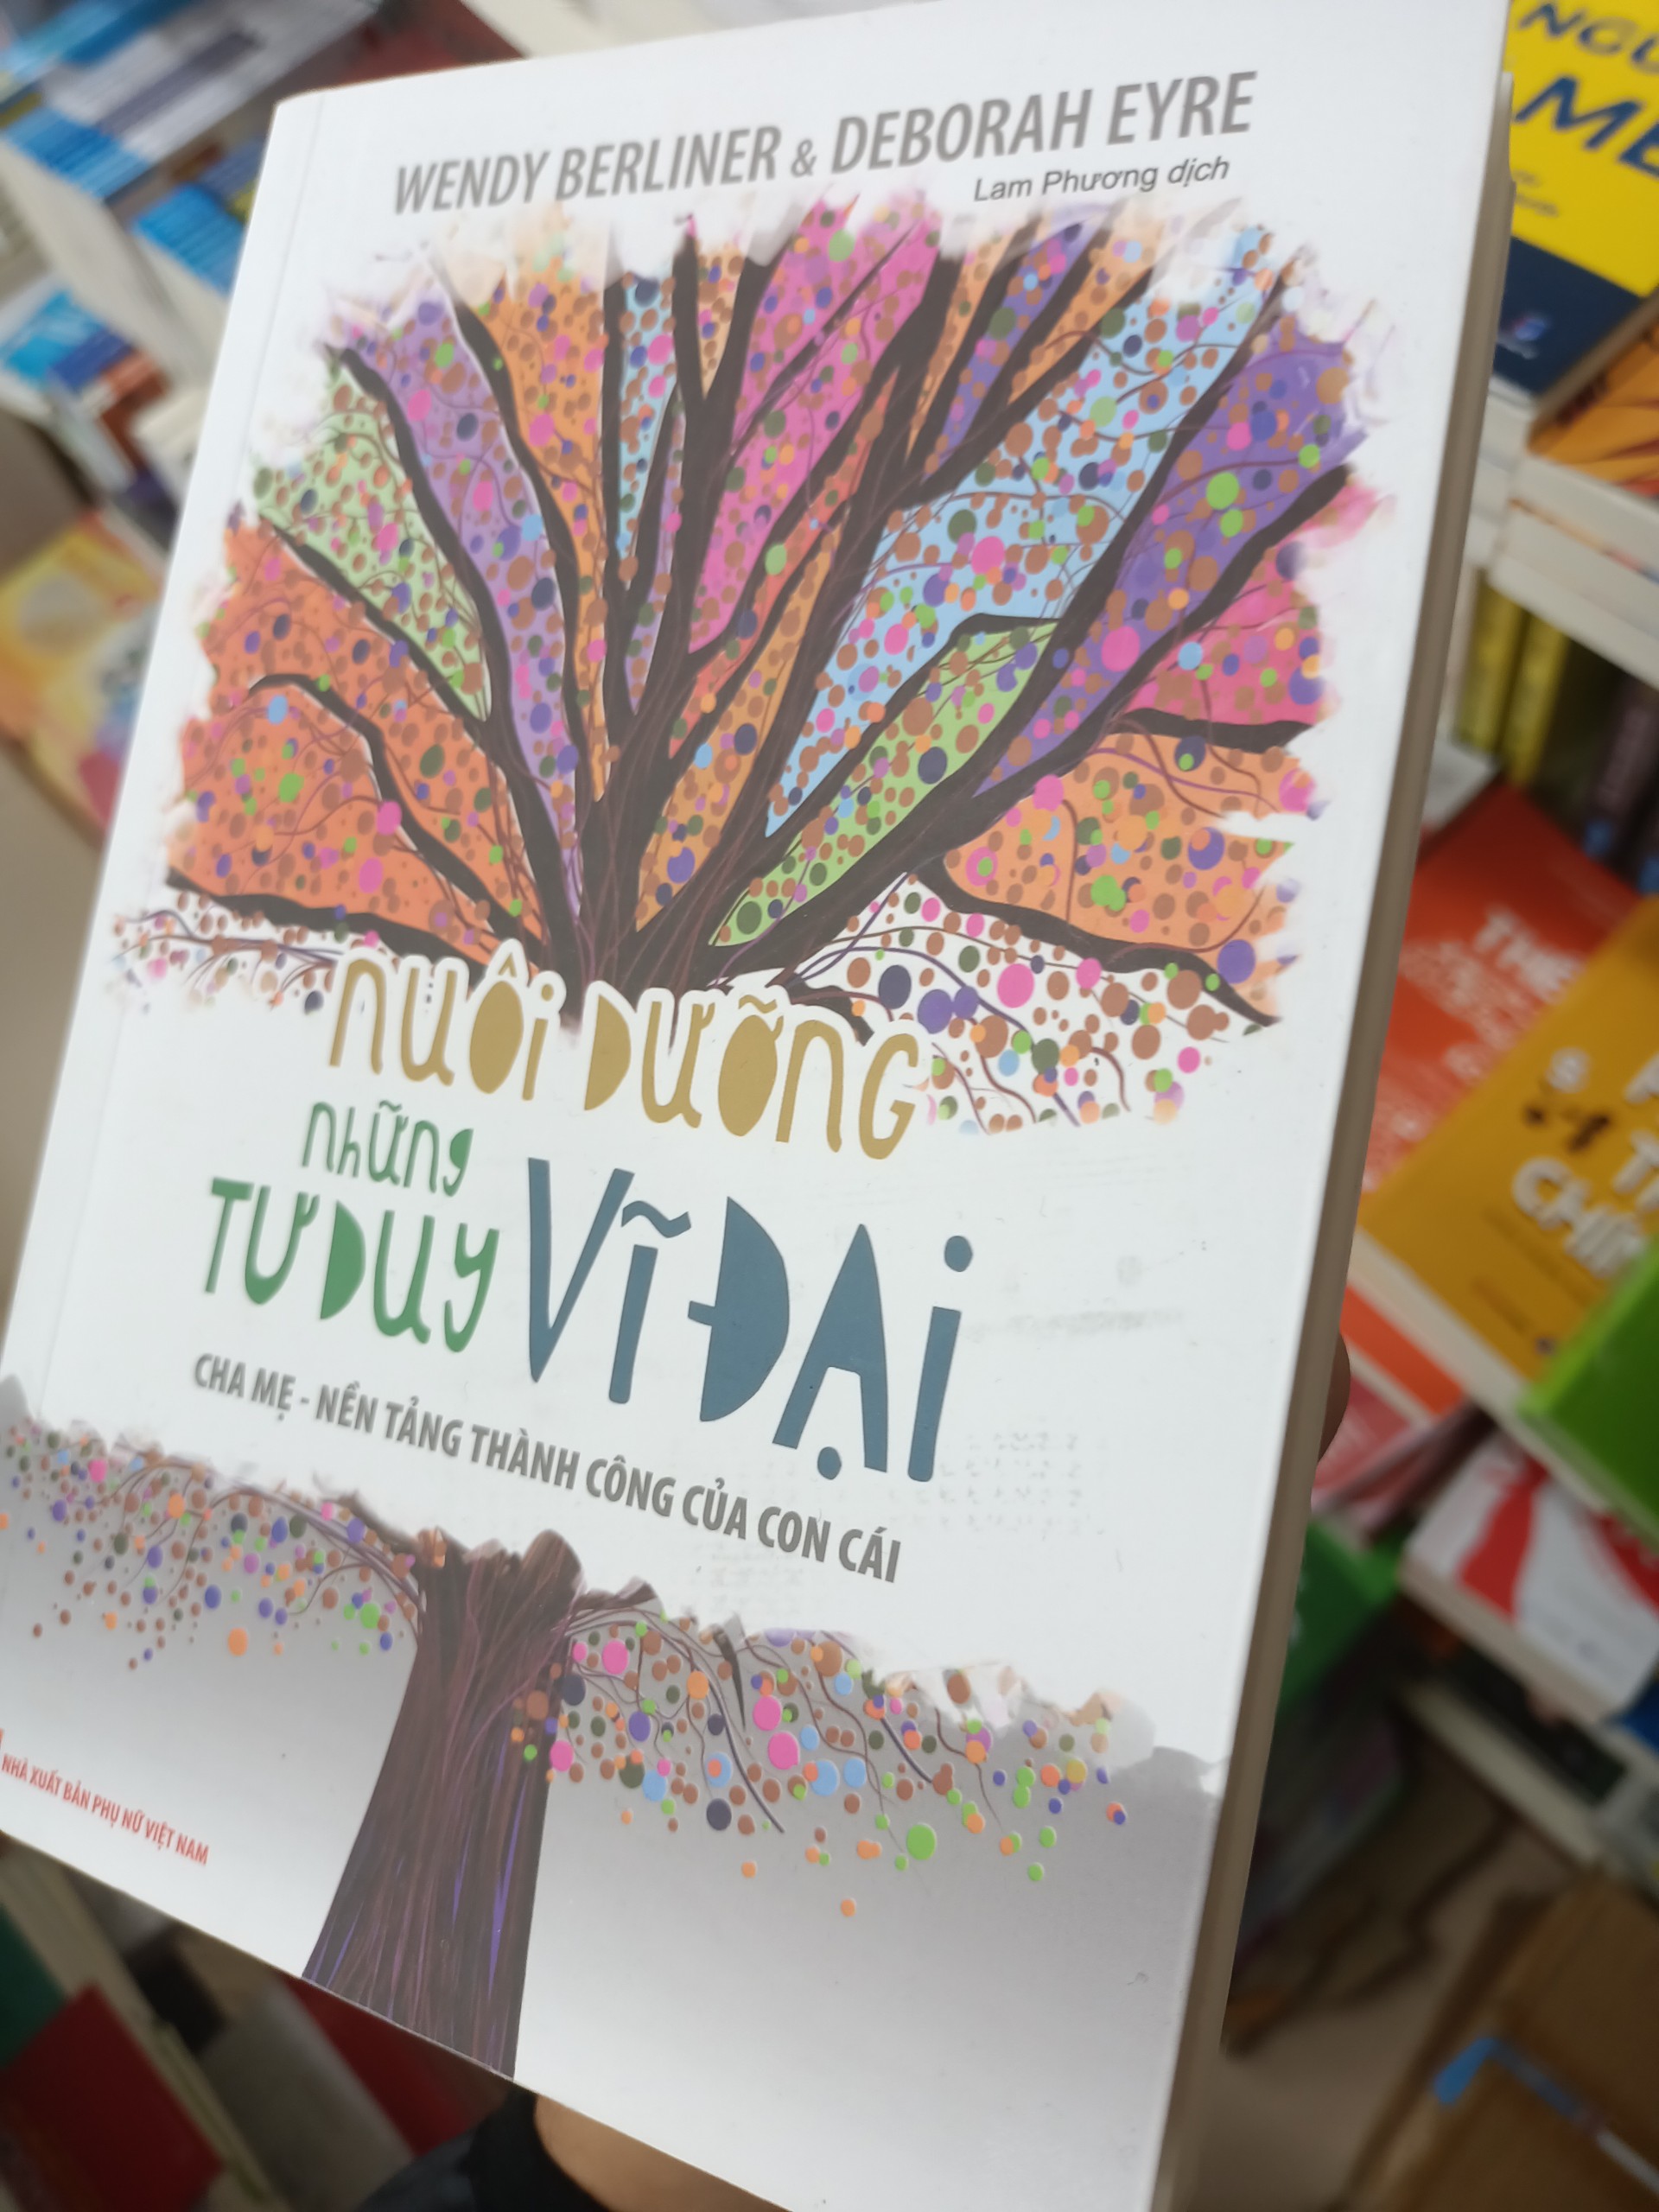 WENDY BERLINER & DEBORAH EYRE
Lam Phương dịch
NUÔI DƯỠNG
NHỮNG
TƯ DUY VĨ ĐẠI
CHA MẸ - NỀN TẢNG THÀNH CÔNG CỦA CON CÁI
NHÀ XUẤT BẢN PHỤ NỮ VIỆT NAM